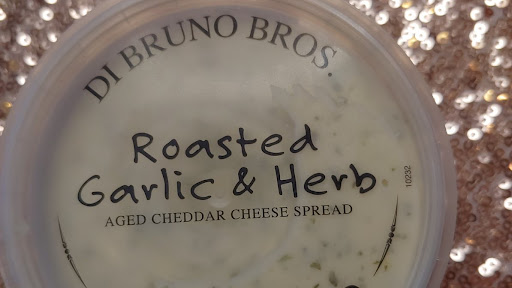 DI BRUNO BROS.
Roasted
Garlic & Herb
AGED CHEDDAR CHEESE SPREAD
10232